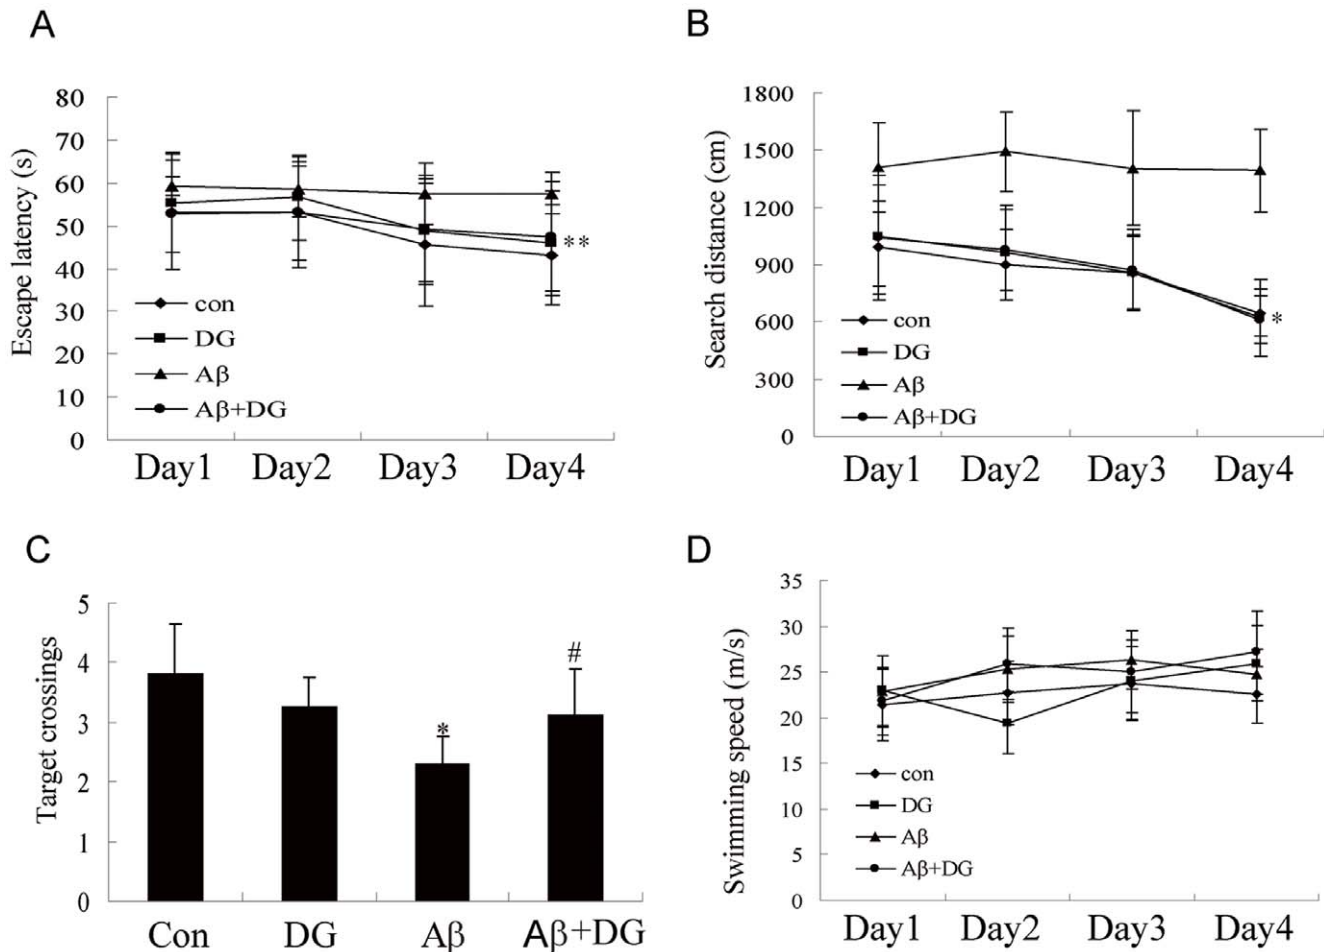 A
Escape latency (s)
80
70
60
50
40
30
20
10
0
**
con
DG
Aβ
Aβ+DG
Day1 Day2 Day3 Day4
B
Search distance (cm)
1800
1500
1200
900
600
300
0
*
con
DG
Aβ
Aβ+DG
Day1 Day2 Day3 Day4
C
Target crossings
5
4
3
2
1
0
*
#
Con DG Aβ Aβ+DG
D
Swimming speed (m/s)
35
30
25
20
15
10
5
0
con
DG
Aβ
Aβ+DG
Day1 Day2 Day3 Day4